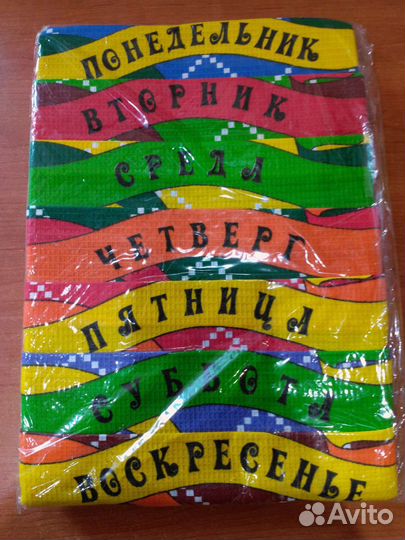 ПОНЕДЕЛЬНИК
ВТОРНИК
СРЕДА
ЧЕТВЕРГ
ПЯТНИЦА
СУББОТА
ВОСКРЕСЕНЬЕ
Avito